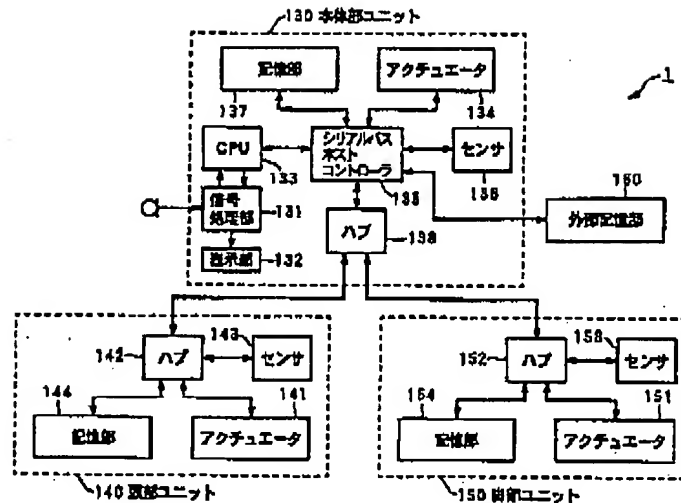 130 本体部ユニット
記憶部
アクチュエータ
1
137
134
CPU
シリアルバス
ホスト
コントローラ
センサ
133
135
136
160
信号
処理部
131
外部記憶部
ハブ
138
表示部
132
143
142
ハブ
センサ
153
152
ハブ
センサ
144
141
154
151
記憶部
アクチュエータ
記憶部
アクチュエータ
140 頭部ユニット
150 ユニット